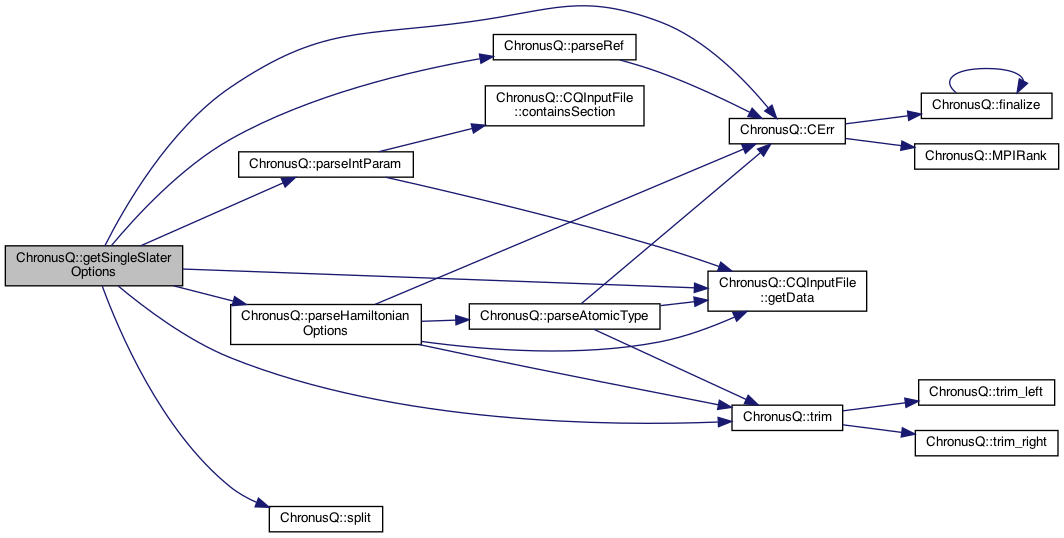 ChronusQ::parseRef
ChronusQ::CQInputFile
::containsSection
ChronusQ::finalize
ChronusQ::CErr
ChronusQ::MPIRank
ChronusQ::parseIntParam
ChronusQ::getSingleSlater
Options
ChronusQ::CQInputFile
::getData
ChronusQ::parseHamiltonian
Options
ChronusQ::parseAtomicType
ChronusQ::trim_left
ChronusQ::trim
ChronusQ::trim_right
ChronusQ::split